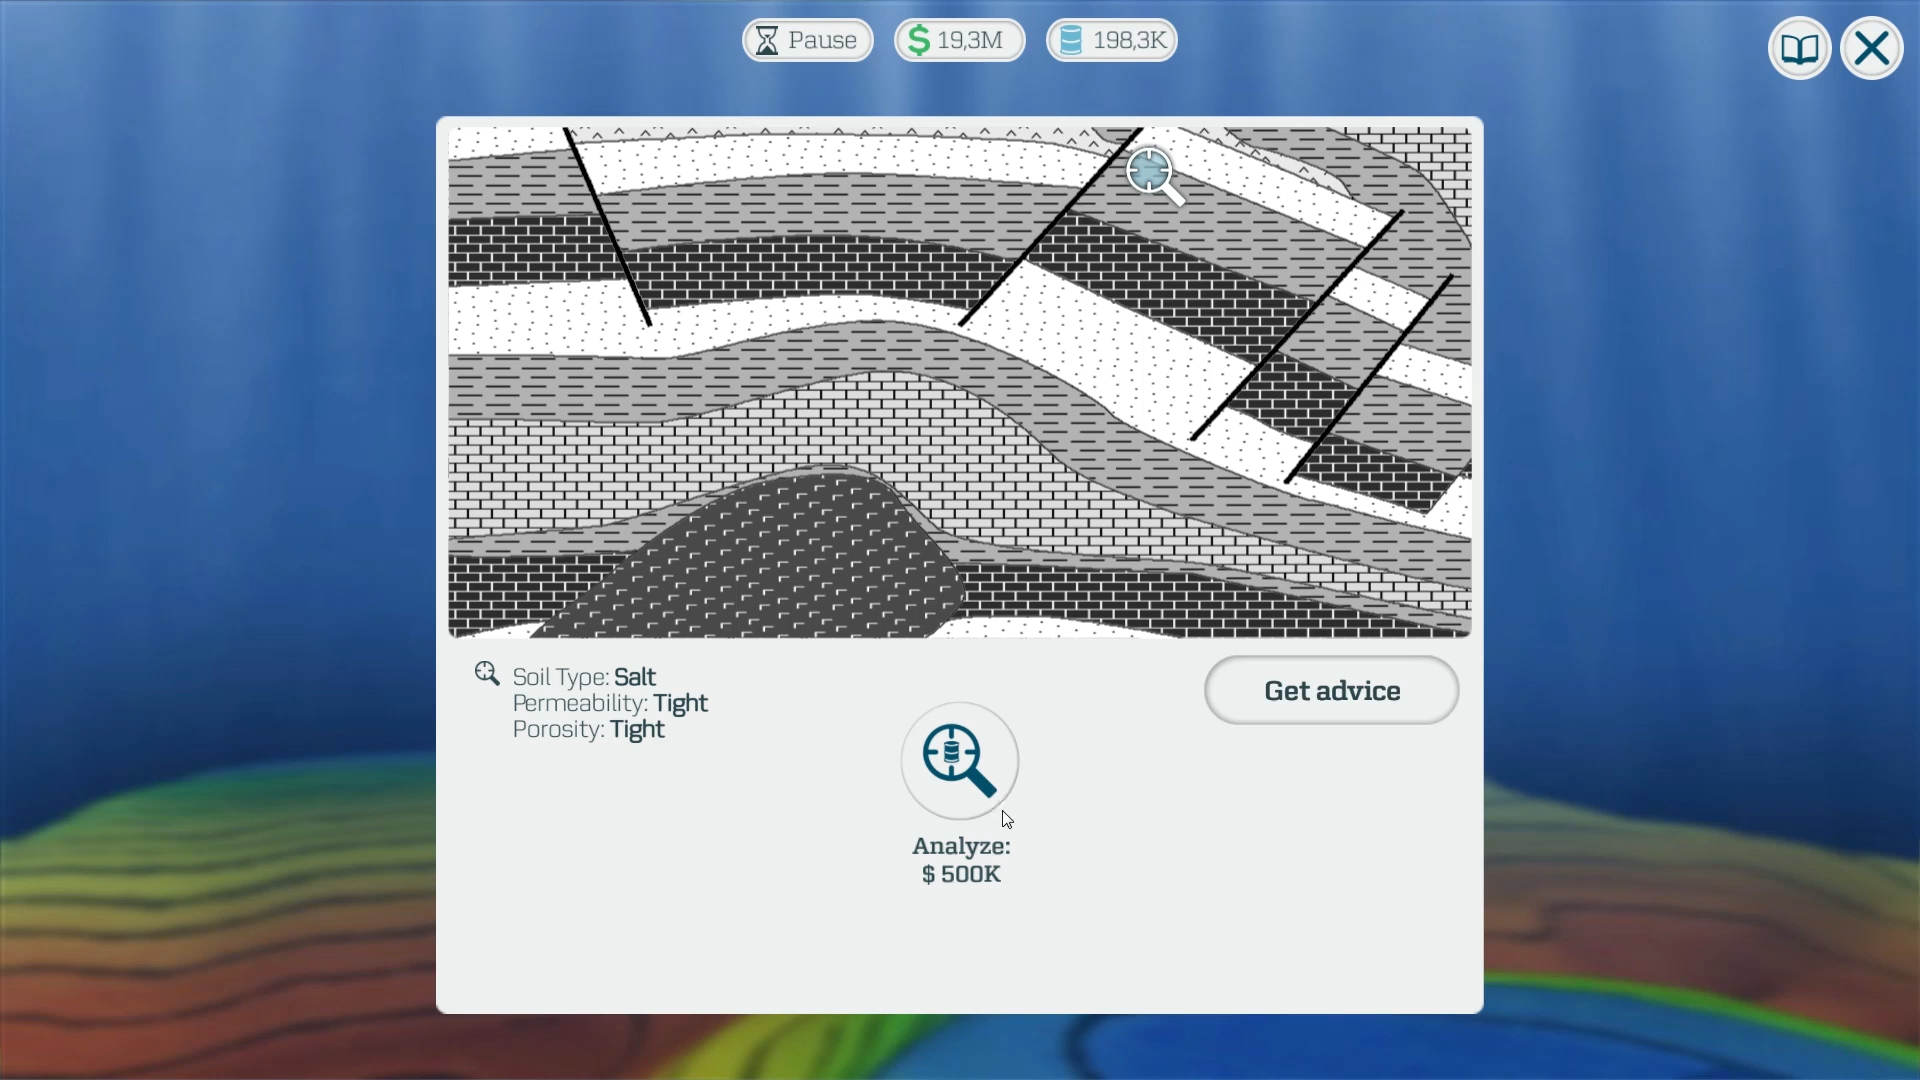 Pause
19,3M
198,3K
Soil Type: Salt
Permeability: Tight
Porosity: Tight
Get advice
Analyze:
$ 500K